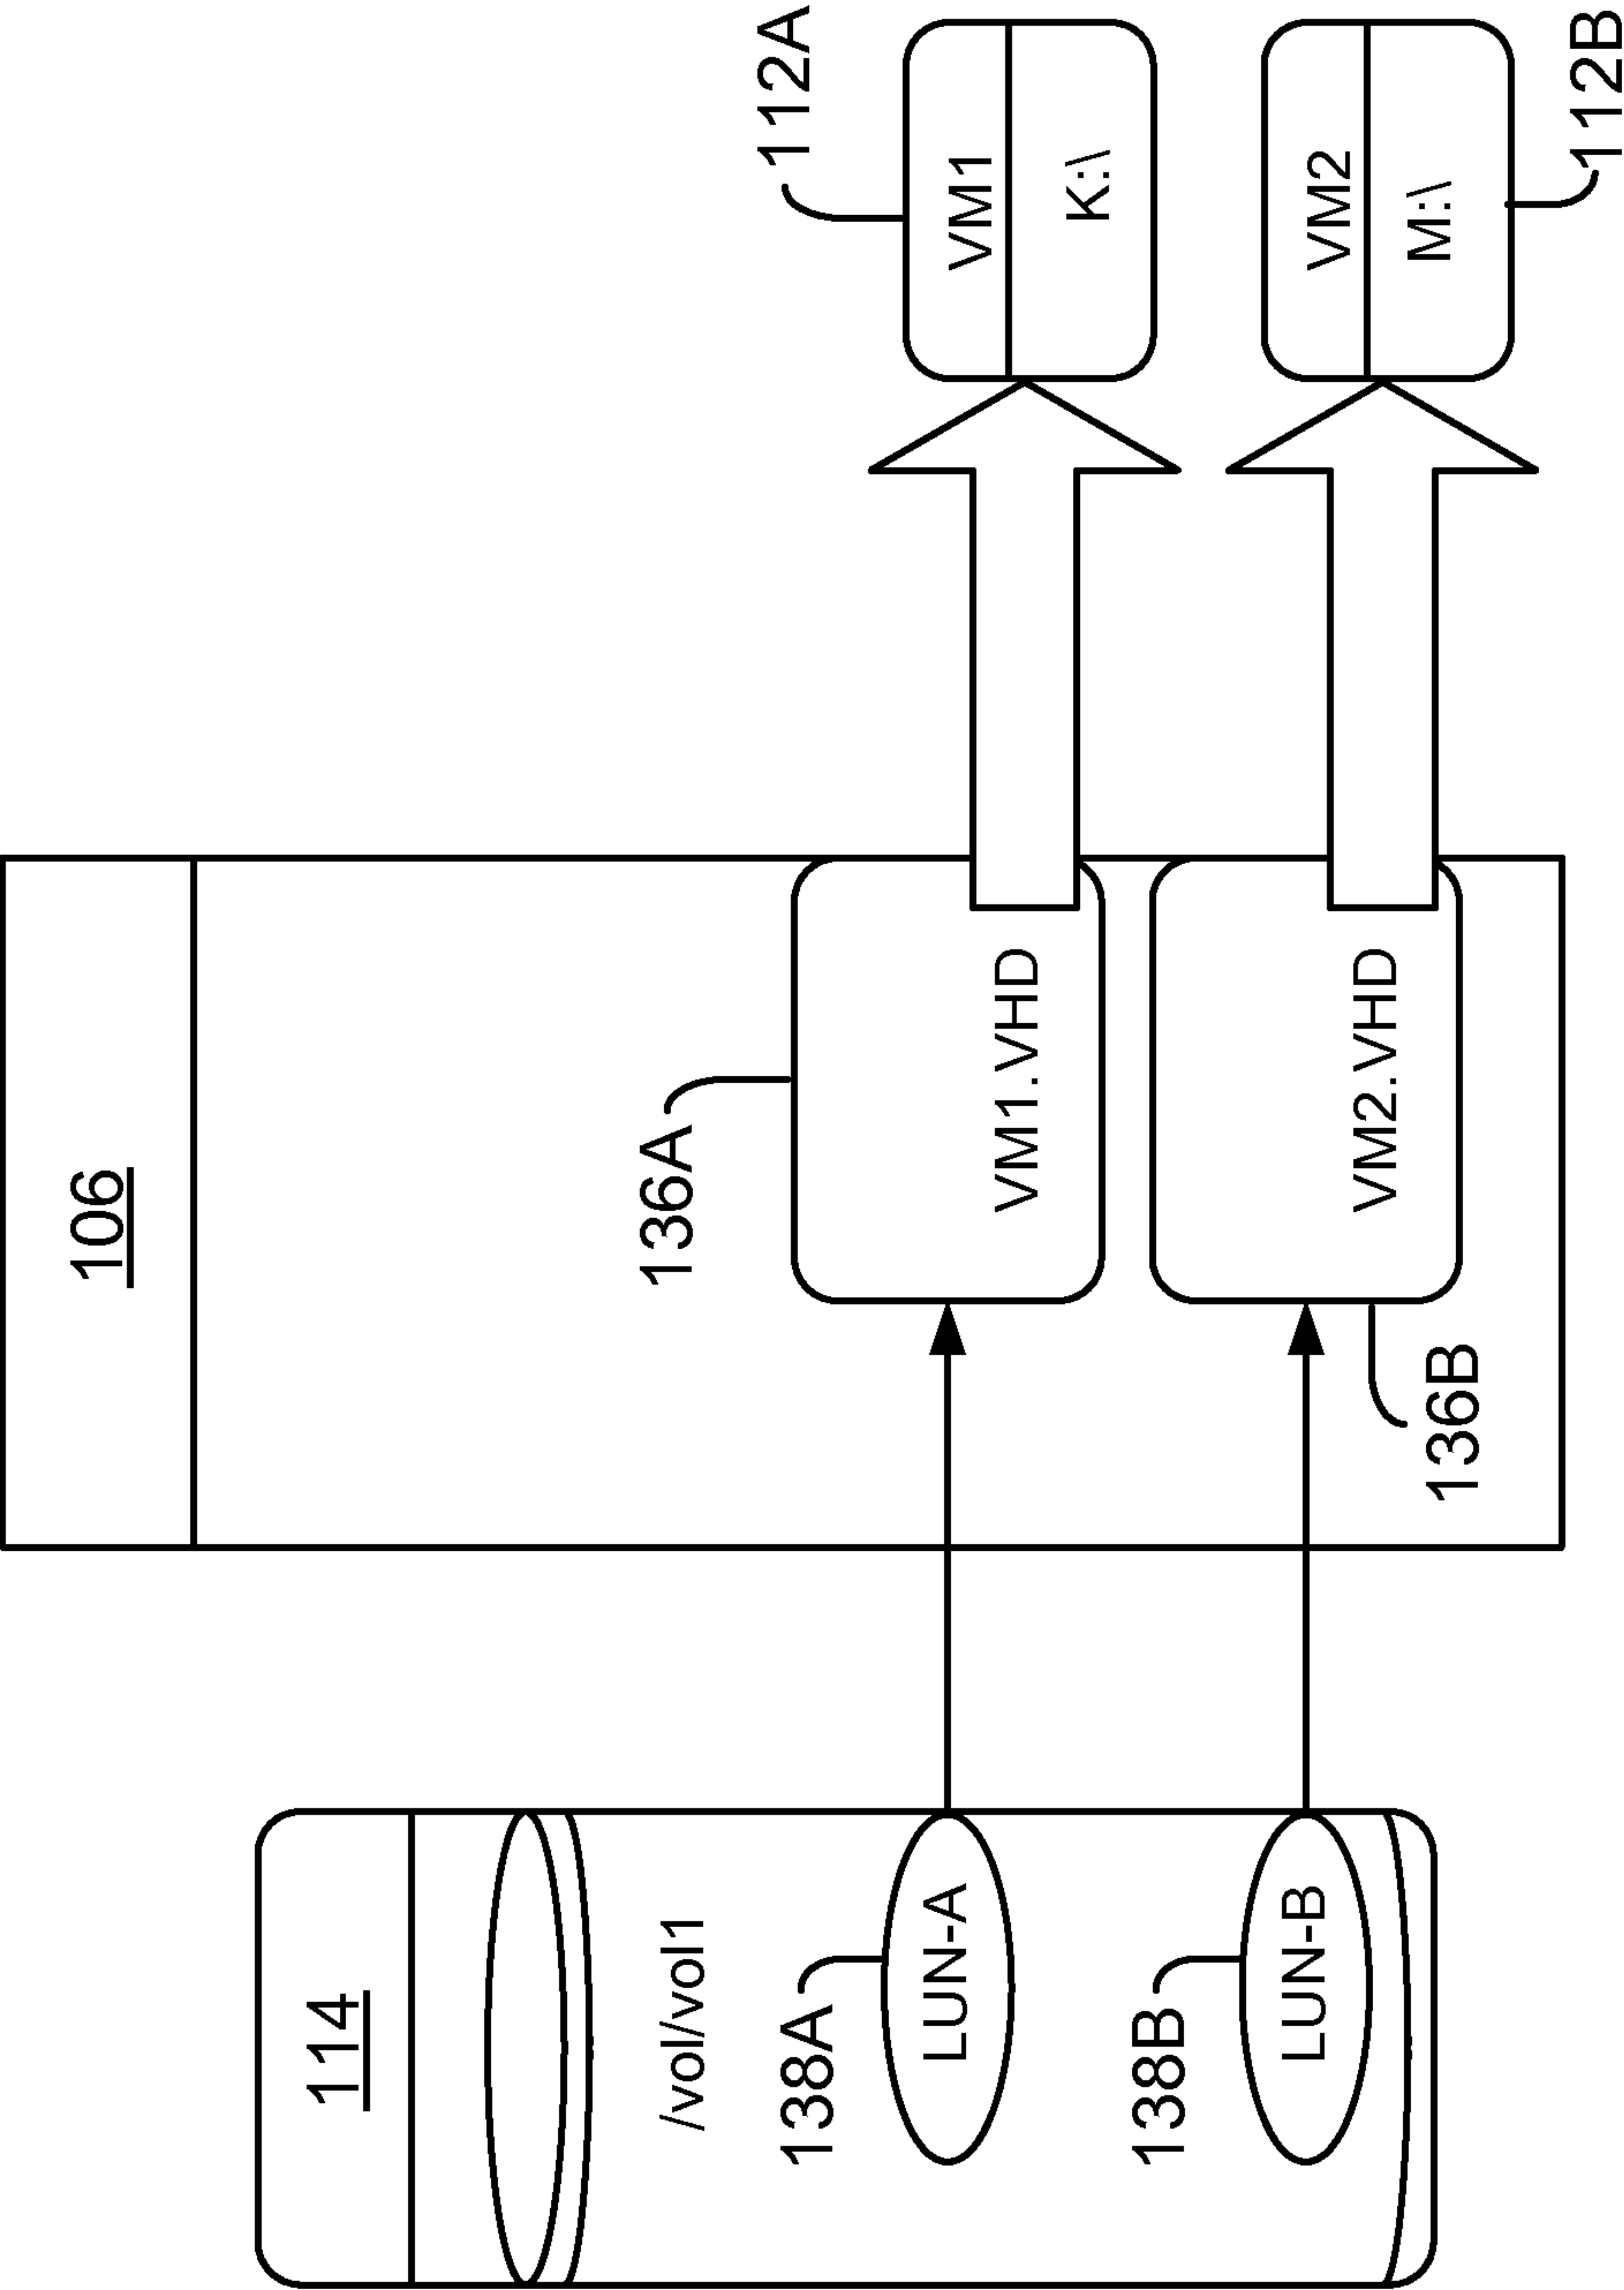 114
/vol/vol1
138A
LUN-A
138B
LUN-B
106
136A
VM1.VHD
VM2.VHD
136B
112A
VM1
K:\
VM2
M:\
112B